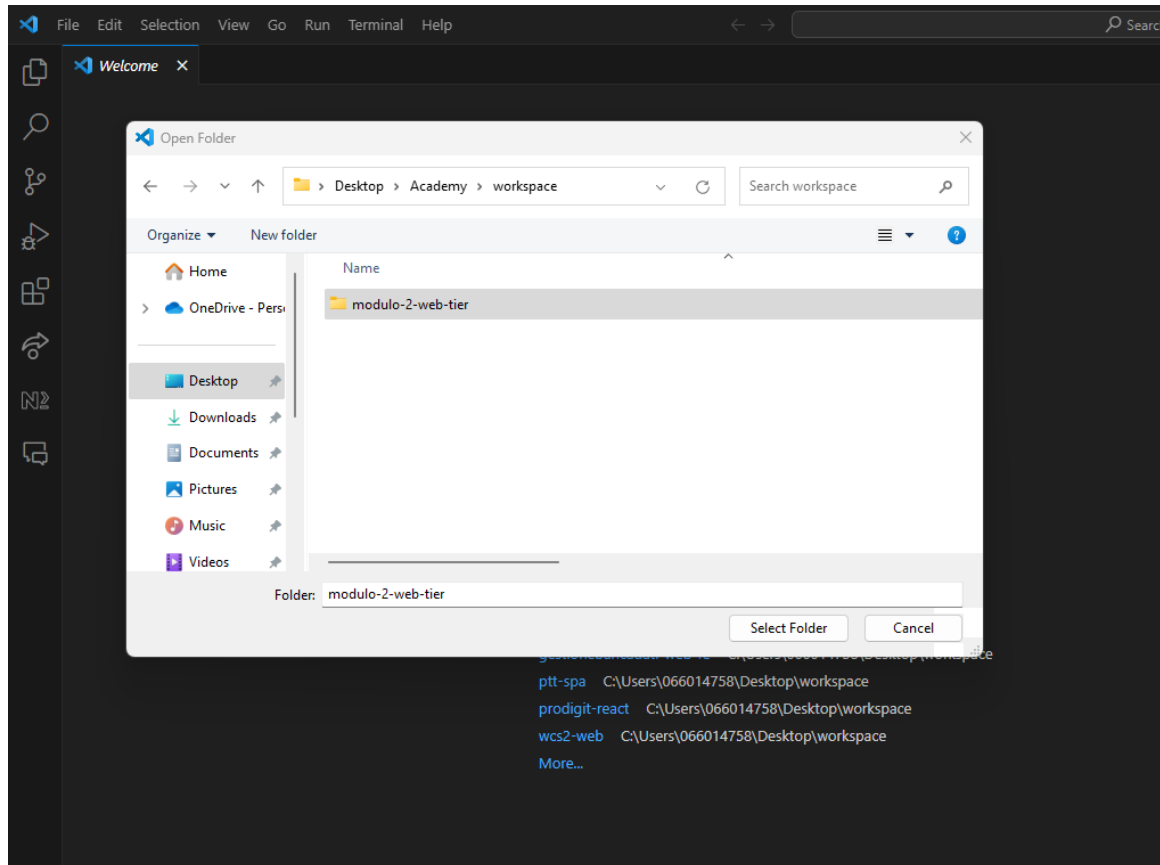 File Edit Selection View Go Run Terminal Help
Searc
Welcome
Open Folder
Desktop > Academy > workspace
Search workspace
Organize New folder
Name
Home
OneDrive - Pers
modulo-2-web-tier
Desktop
Downloads
Documents
Pictures
Music
Videos
Folder: modulo-2-web-tier
Select Folder Cancel
ptt-spa C:\Users\066014758\Desktop\workspace
prodigit-react C:\Users\066014758\Desktop\workspace
wcs2-web C:\Users\066014758\Desktop\workspace
More...